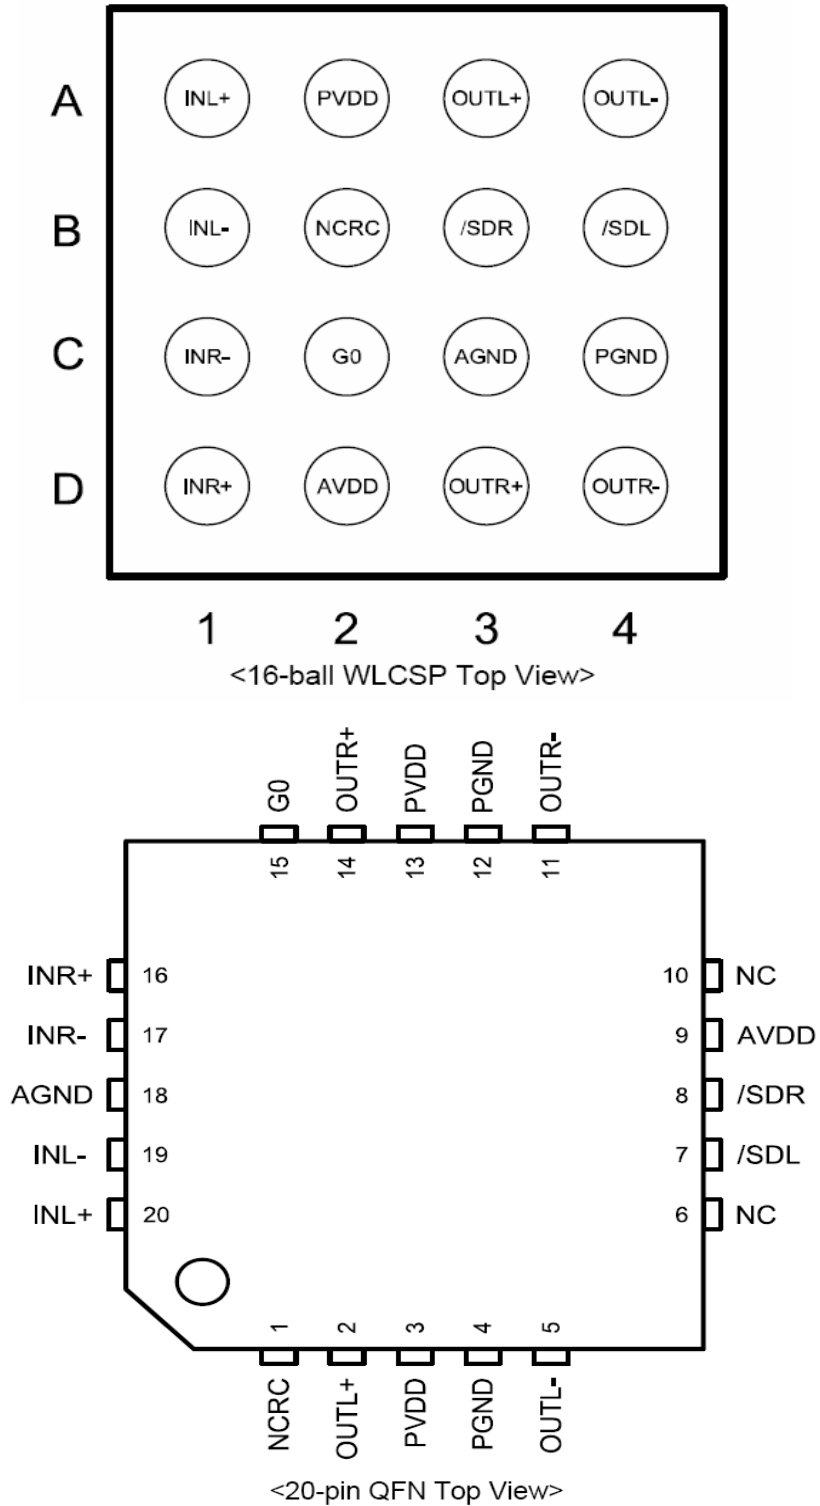 A INL+ PVDD OUTL+ OUTL-
B INL- NCRC /SDR /SDL
C INR- G0 AGND PGND
D INR+ AVDD OUTR+ OUTR-
1 2 3 4
<16-ball WLCSP Top View>
G0 OUTR+ PVDD PGND OUTR-
15 14 13 12 11
INR+ 16 10 NC
INR- 17 9 AVDD
AGND 18 8 /SDR
INL- 19 7 /SDL
INL+ 20 6 NC
1 2 3 4 5
NCRC OUTL+ PVDD PGND OUTL-
<20-pin QFN Top View>